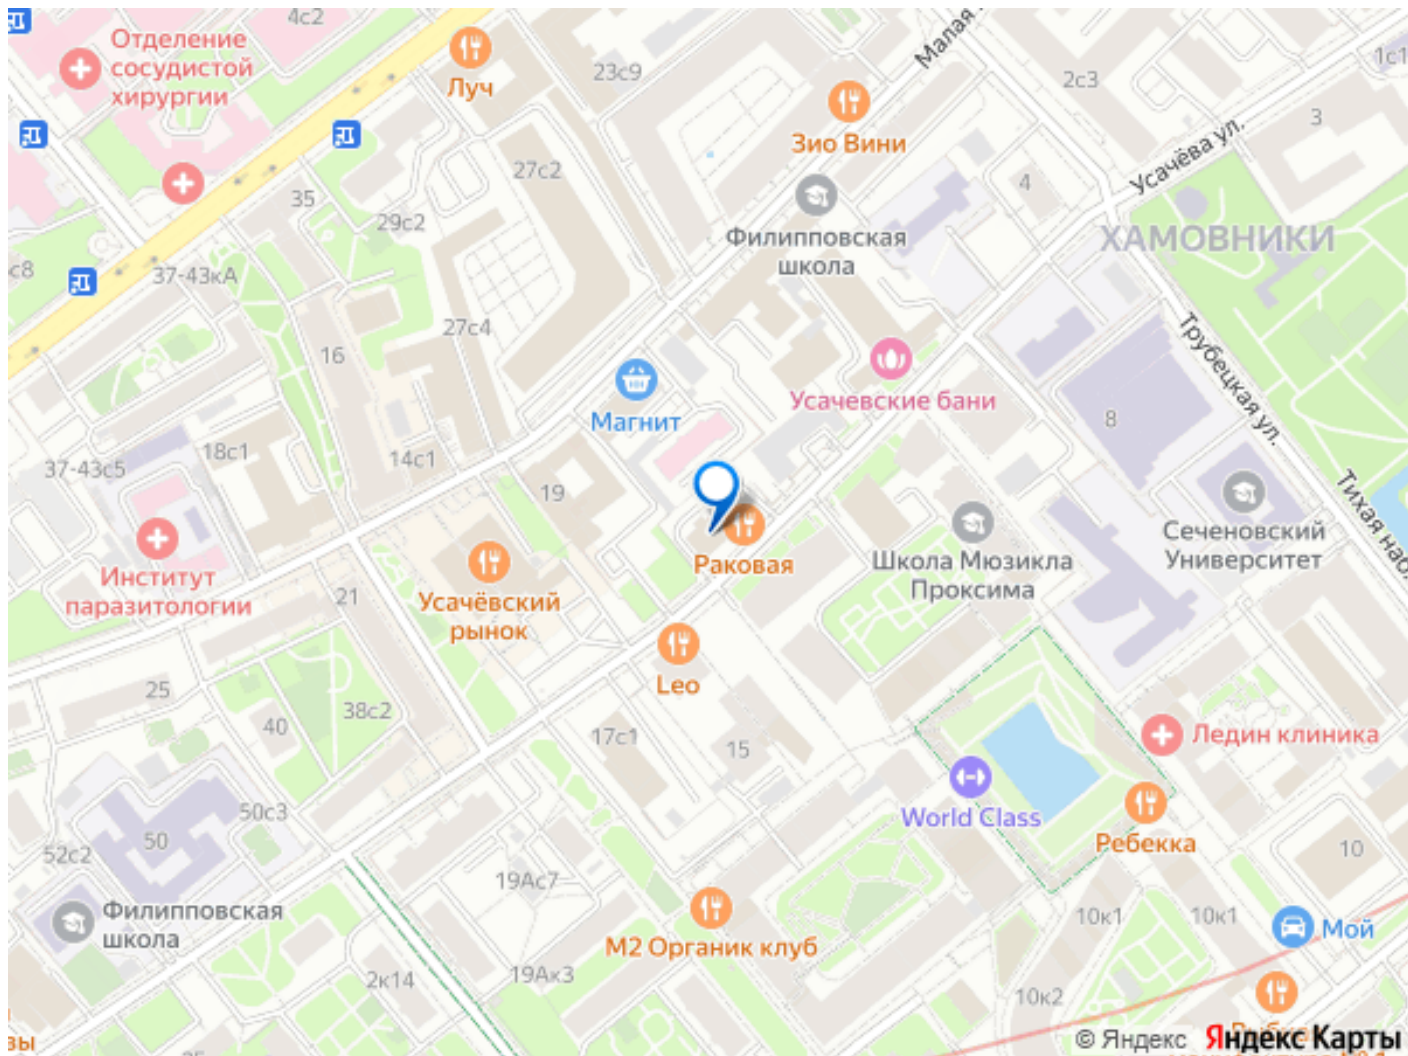 4с2
Отделение
сосудистой
хирургии
Луч
23с9
Малая
2с3
1с1
3
Зио Вини
Усачёва ул.
27с2
4
35
29с2
Филипповская
школа
ХАМОВНИКИ
37-43кА
27с4
16
Трубецкая ул.
Магнит
Усачевские бани
8
18с1
14с1
37-43с5
19
Тихая наб.
Сеченовский
Университет
Раковая
Школа Мюзикла
Проксима
Институт
паразитологии
21
Усачёвский
рынок
Leo
25
38с2
40
17с1
15
Ледин клиника
World Class
50с3
50
52с2
Ребекка
10
19Ас7
Филипповская
школа
10к1
10к1
Мой
М2 Органик клуб
2к14
19Ак3
10к2
© Яндекс Яндекс Карты